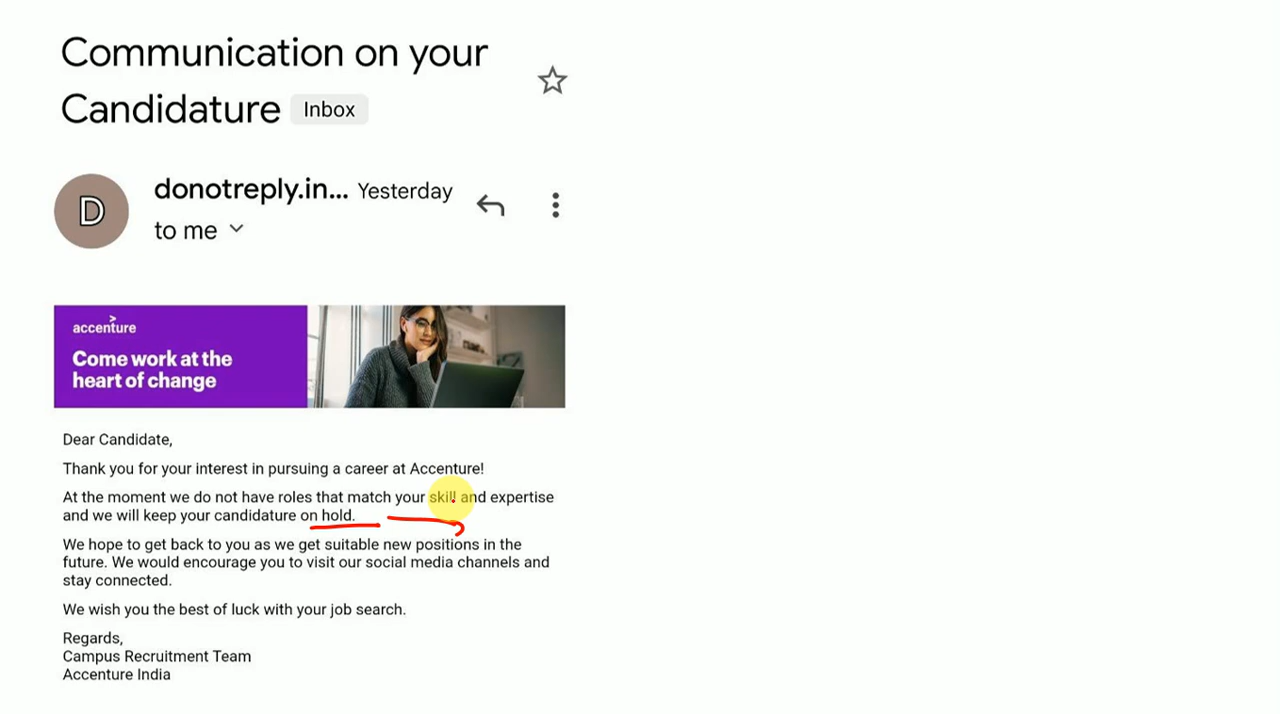 Communication on your
Candidature Inbox
D donotreply.in... Yesterday
to me
accenture
Come work at the
heart of change
Dear Candidate,
Thank you for your interest in pursuing a career at Accenture!
At the moment we do not have roles that match your skill and expertise
and we will keep your candidature on hold.
We hope to get back to you as we get suitable new positions in the
future. We would encourage you to visit our social media channels and
stay connected.
We wish you the best of luck with your job search.
Regards,
Campus Recruitment Team
Accenture India